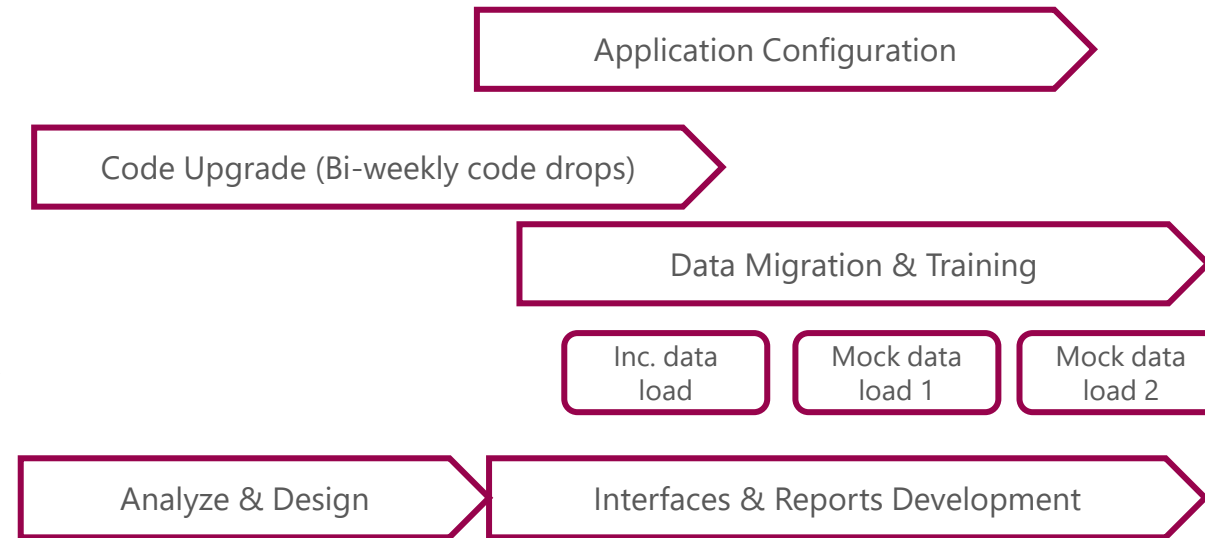 Application Configuration
Code Upgrade (Bi-weekly code drops)
Data Migration & Training
Inc. data
load
Mock data
load 1
Mock data
load 2
Analyze & Design
Interfaces & Reports Development